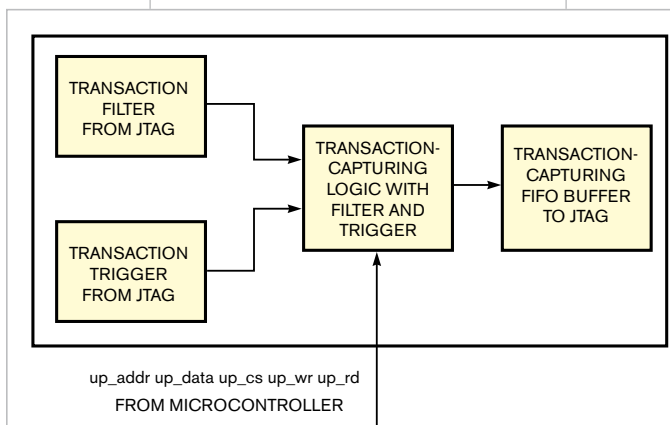 TRANSACTION
FILTER
FROM JTAG
TRANSACTION
TRIGGER
FROM JTAG
TRANSACTION-
CAPTURING
LOGIC WITH
FILTER AND
TRIGGER
TRANSACTION-
CAPTURING
FIFO BUFFER
TO JTAG
up_addr up_data up_cs up_wr up_rd
FROM MICROCONTROLLER